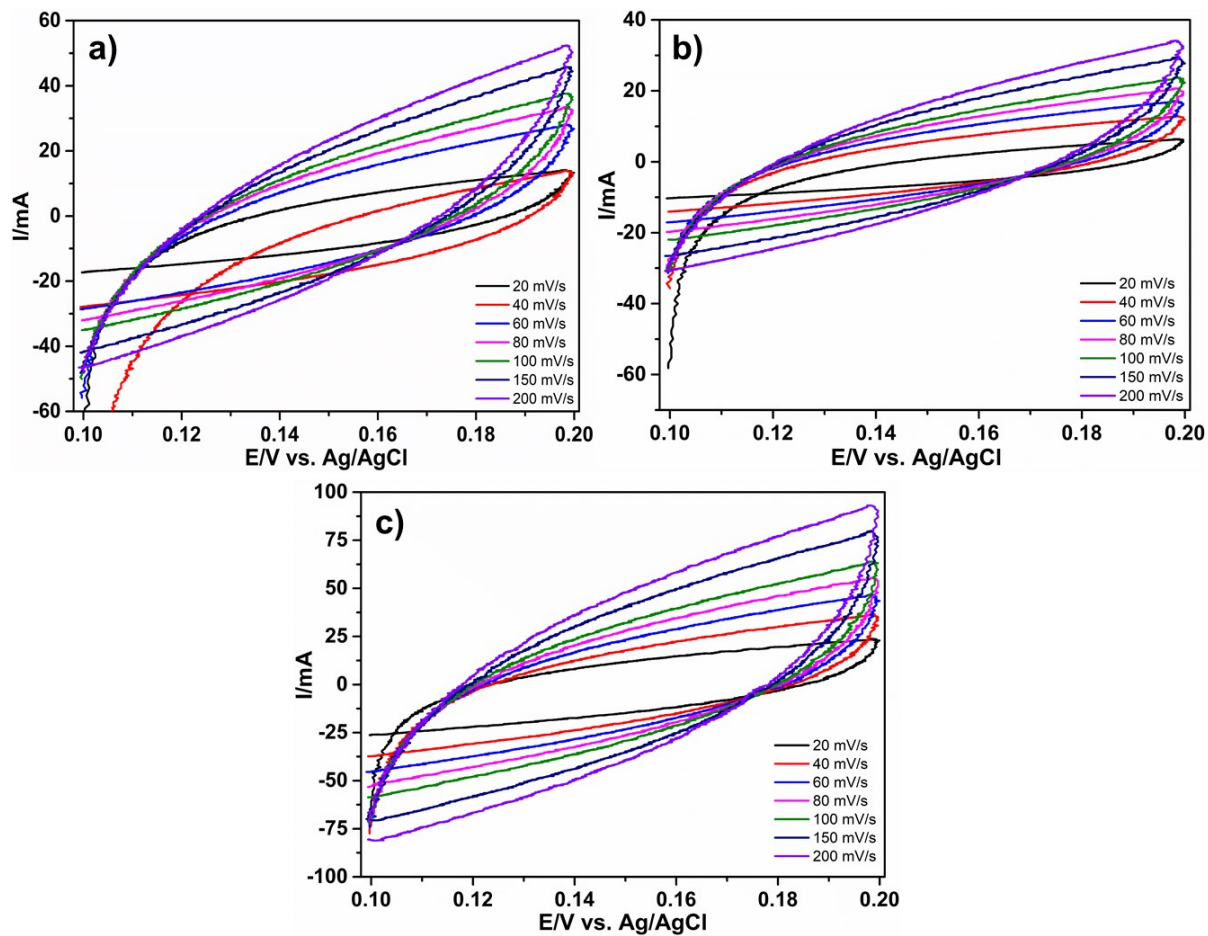 a)
60
40
20
0
-20
-40
-60
I/mA
20 mV/s
40 mV/s
60 mV/s
80 mV/s
100 mV/s
150 mV/s
200 mV/s
0.10 0.12 0.14 0.16 0.18 0.20
E/V vs. Ag/AgCl
b)
40
20
0
-20
-40
-60
I/mA
20 mV/s
40 mV/s
60 mV/s
80 mV/s
100 mV/s
150 mV/s
200 mV/s
0.10 0.12 0.14 0.16 0.18 0.20
E/V vs. Ag/AgCl
c)
100
75
50
25
0
-25
-50
-75
-100
I/mA
20 mV/s
40 mV/s
60 mV/s
80 mV/s
100 mV/s
150 mV/s
200 mV/s
0.10 0.12 0.14 0.16 0.18 0.20
E/V vs. Ag/AgCl